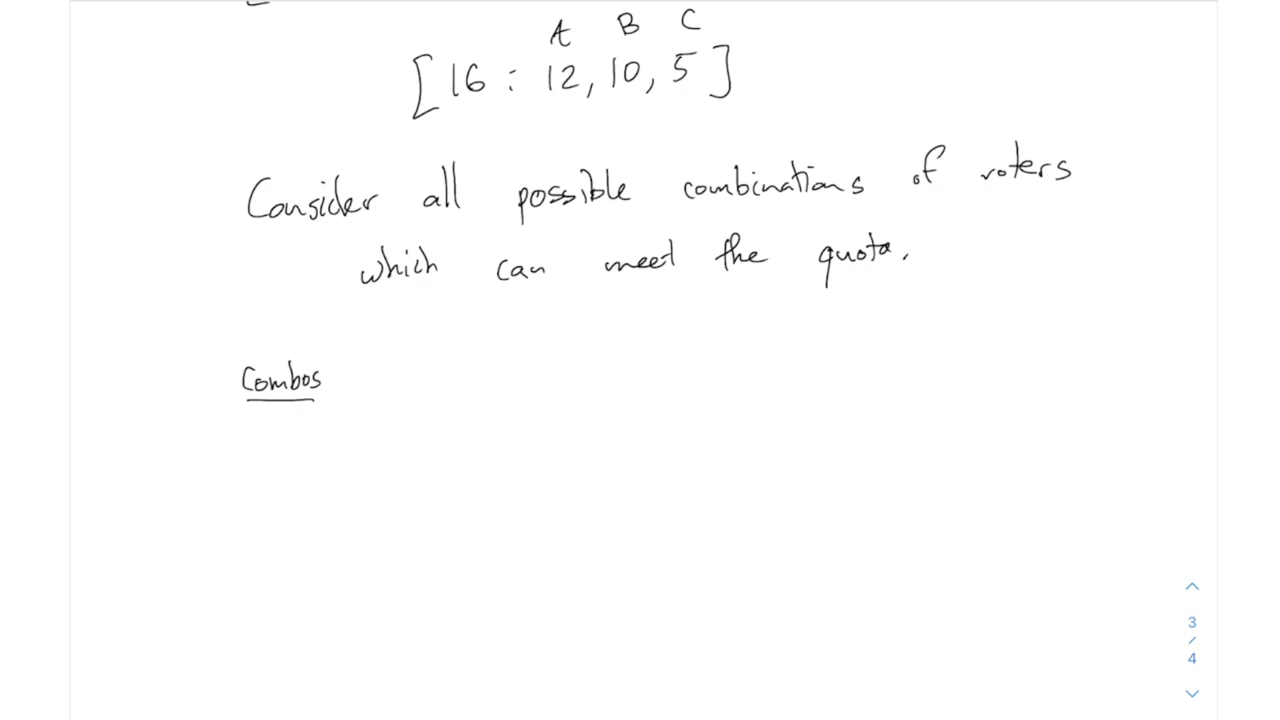 A B C
[16 : 12, 10, 5]
Consider all possible combinations of voters
which can meet the quota.
Combos
3
/
4